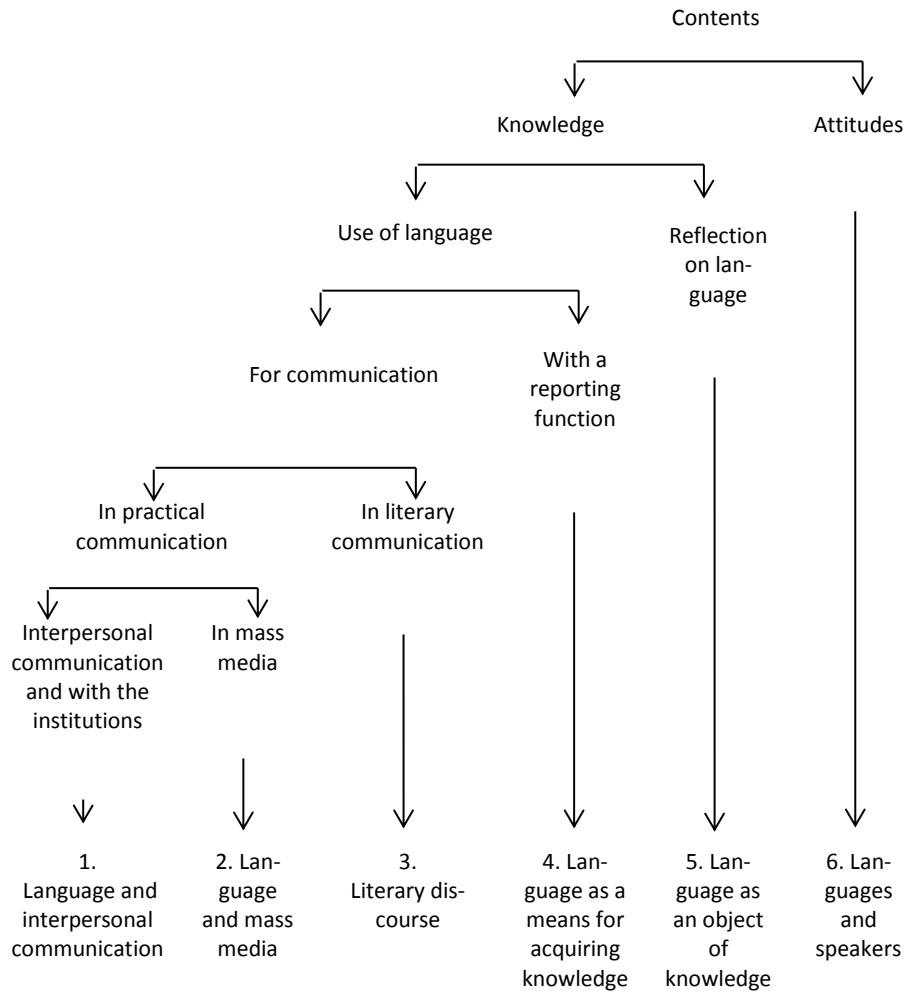 Contents
Knowledge
Attitudes
Use of language
Reflection
on lan-
guage
For communication
With a
reporting
function
In practical
communication
In literary
communication
Interpersonal
communication
and with the
institutions
In mass
media
1.
Language and
interpersonal
communication
2. Lan-
guage
and mass
media
3.
Literary dis-
course
4. Lan-
guage as a
means for
acquiring
knowledge
5. Lan-
guage as
an object
of
knowledge
6. Lan-
guages
and
speakers